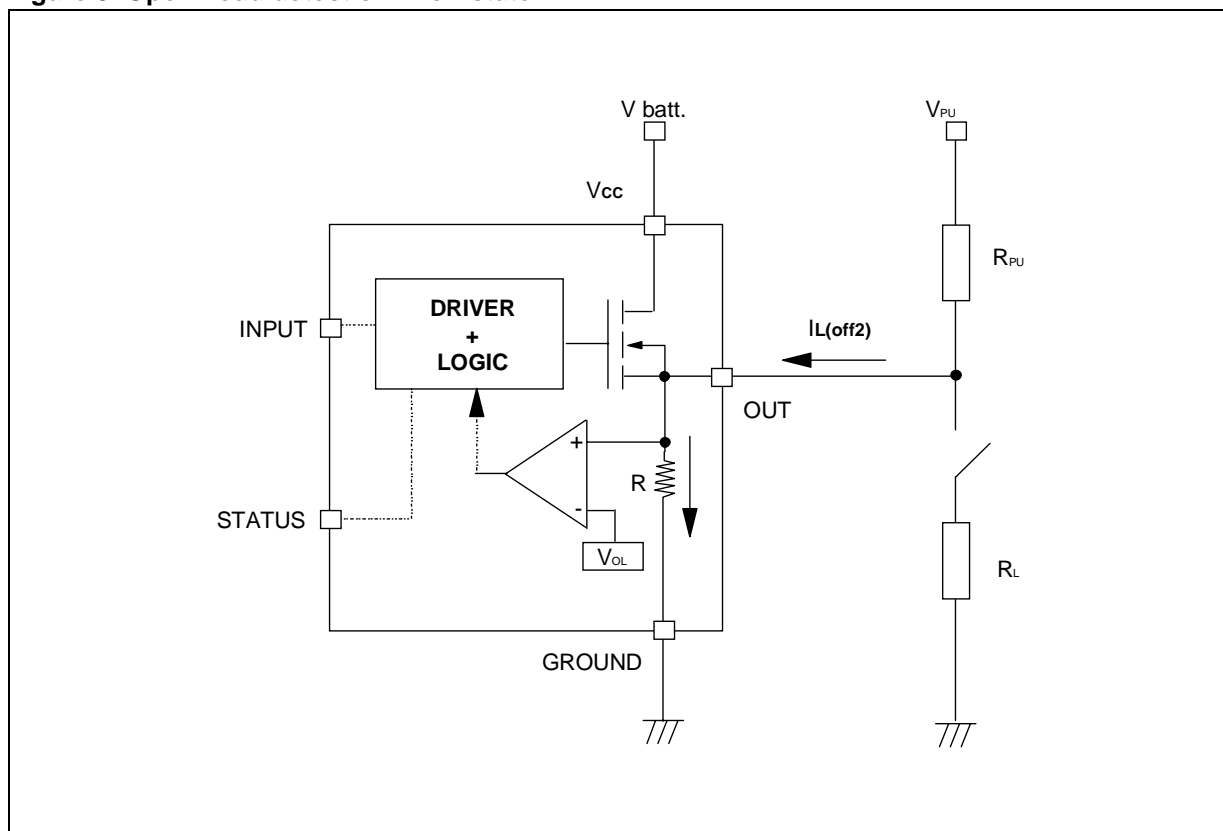 V batt.
VPU
Vcc
RPU
DRIVER
+
LOGIC
INPUT
IL(off2)
OUT
+
R
-
STATUS
VOL
RL
GROUND